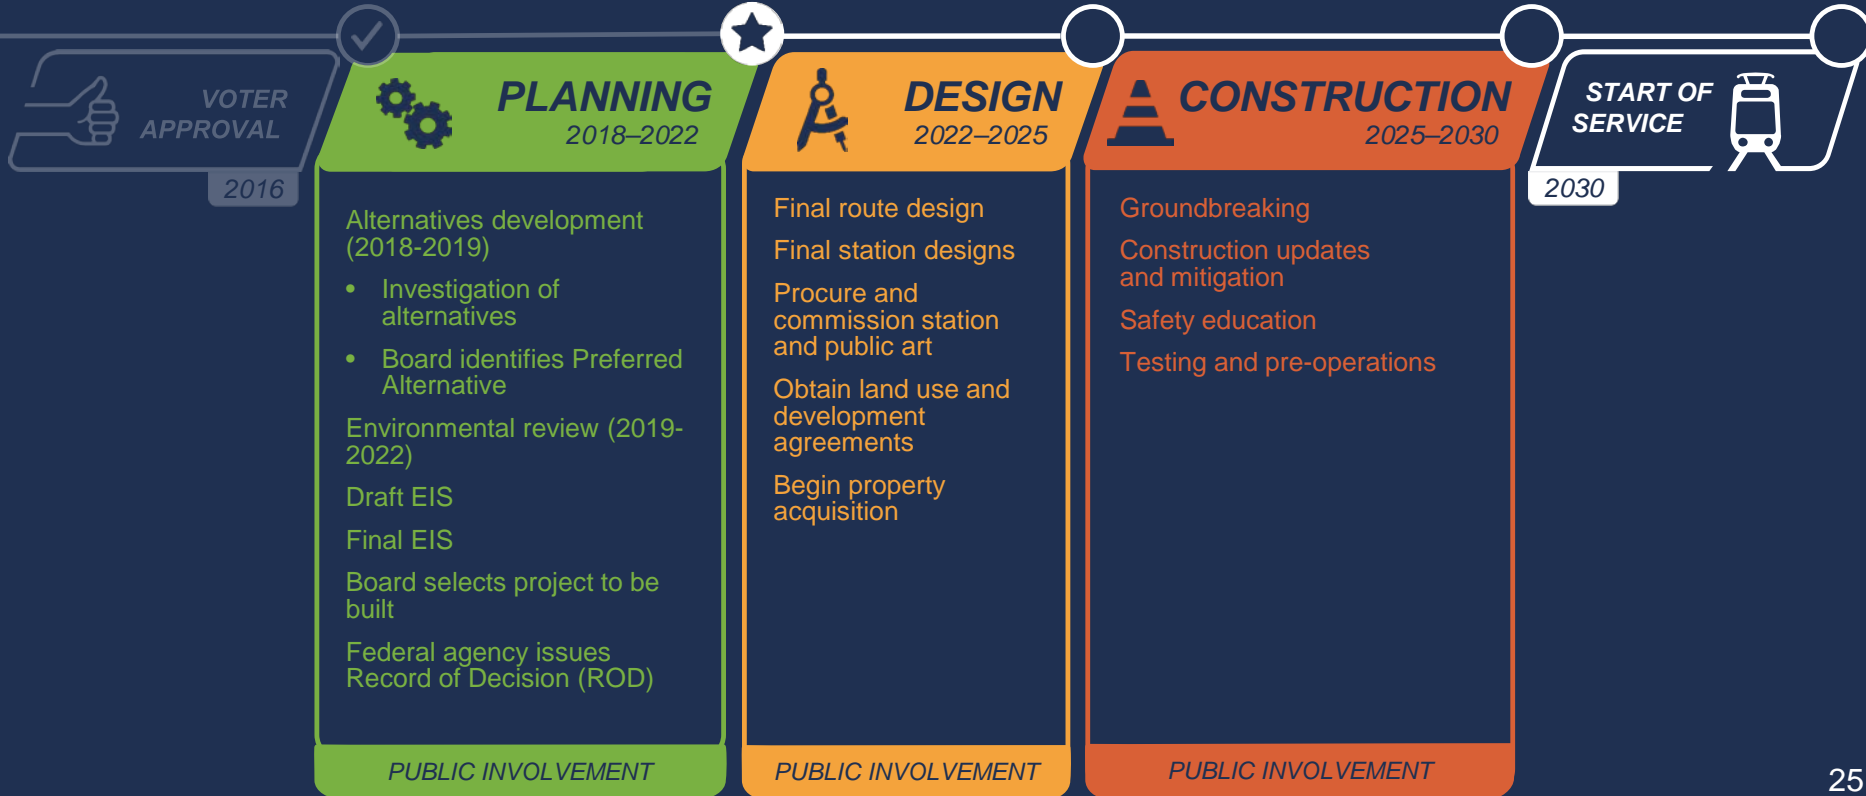 VOTER
APPROVAL
2016
PLANNING
2018–2022
Alternatives development
(2018-2019)
• Investigation of
alternatives
• Board identifies Preferred
Alternative
Environmental review (2019-
2022)
Draft EIS
Final EIS
Board selects project to be
built
Federal agency issues
Record of Decision (ROD)
PUBLIC INVOLVEMENT
DESIGN
2022–2025
Final route design
Final station designs
Procure and
commission station
and public art
Obtain land use and
development
agreements
Begin property
acquisition
PUBLIC INVOLVEMENT
CONSTRUCTION
2025–2030
Groundbreaking
Construction updates
and mitigation
Safety education
Testing and pre-operations
PUBLIC INVOLVEMENT
START OF
SERVICE
2030
25